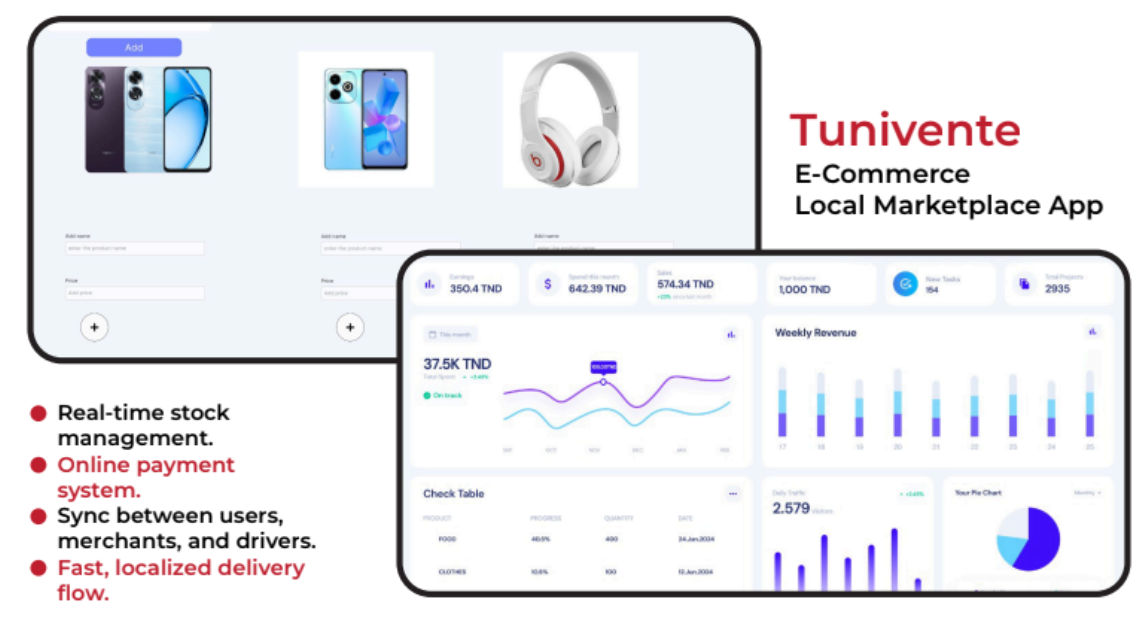 Add
Add name
enter the product name
Price
Add price
+
Add name
enter the product name
Price
Add price
+
Add name
enter the product name
Tunivente
E-Commerce
Local Marketplace App
Earnings
350.4 TND
$
Spend this month
642.39 TND
Sales
574.34 TND
+23% since last month
Your balance
1,000 TND
New Tasks
154
Total Projects
2935
This month
37.5K TND
Total Spent +2.45%
On track
SEP OCT NOV DEC JAN FEB
Weekly Revenue
17 18 19 20 21 22 23 24 25
Check Table
PRODUCT PROGRESS QUANTITY DATE
FOOD 40.0% 400 24.Jan.2024
CLOTHES 10.6% 100 12.Jun.2024
Daily Traffic
+2.45%
2.579 Visitors
Your Pie Chart
Monthly
Real-time stock
management.
Online payment
system.
Sync between users,
merchants, and drivers.
Fast, localized delivery
flow.